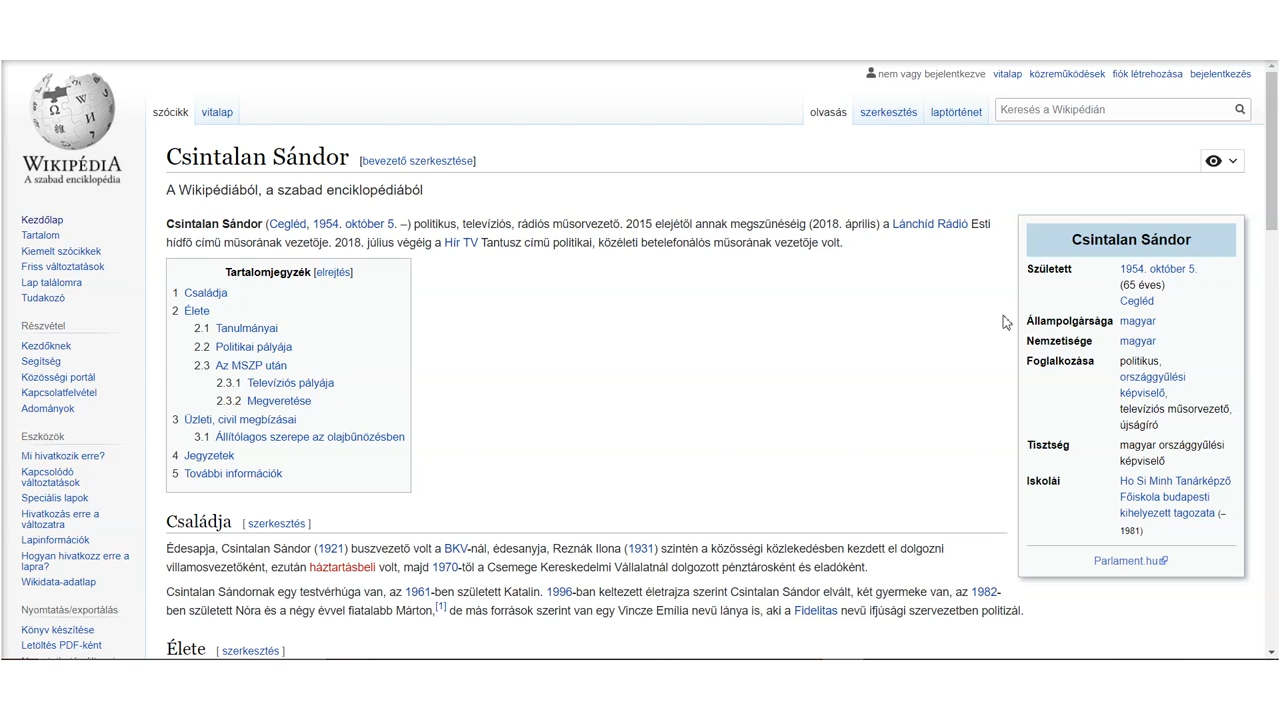 nem vagy bejelentkezve vitalap közreműködések fiók létrehozása bejelentkezés
szócikk vitalap olvasás szerkesztés laptörténet Keresés a Wikipédián
WIKIPÉDIA
A szabad enciklopédia
Kezdőlap
Tartalom
Kiemelt szócikkek
Friss változtatások
Lap találomra
Tudakozó
Részvétel
Kezdőknek
Segítség
Közösségi portál
Kapcsolatfelvétel
Adományok
Eszközök
Mi hivatkozik erre?
Kapcsolódó
változtatások
Speciális lapok
Hivatkozás erre a
változatra
Lapinformációk
Hogyan hivatkozz erre a
lapra?
Wikidata-adatlap
Nyomtatás/exportálás
Könyv készítése
Letöltés PDF-ként
Csintalan Sándor [bevezető szerkesztése]
A Wikipédiából, a szabad enciklopédiából
Csintalan Sándor (Cegléd, 1954. október 5. –) politikus, televíziós, rádiós műsorvezető. 2015 elejétől annak megszűnéséig (2018. április) a Lánchíd Rádió Esti
hídfő című műsorának vezetője. 2018. július végéig a Hír TV Tantusz című politikai, közéleti betelefonálós műsorának vezetője volt.
Tartalomjegyzék [elrejtés]
1 Családja
2 Élete
2.1 Tanulmányai
2.2 Politikai pályája
2.3 Az MSZP után
2.3.1 Televíziós pályája
2.3.2 Megveretése
3 Üzleti, civil megbízásai
3.1 Állítólagos szerepe az olajbűnözésben
4 Jegyzetek
5 További információk
Csintalan Sándor
Született 1954. október 5.
(65 éves)
Cegléd
Állampolgársága magyar
Nemzetisége magyar
Foglalkozása politikus,
országgyűlési
képviselő,
televíziós műsorvezető,
újságíró
Tisztség magyar országgyűlési
képviselő
Iskolái Ho Si Minh Tanárképző
Főiskola budapesti
kihelyezett tagozata (–
1981)
Parlament.hu
Családja [ szerkesztés ]
Édesapja, Csintalan Sándor (1921) buszvezető volt a BKV-nál, édesanyja, Reznák Ilona (1931) szintén a közösségi közlekedésben kezdett el dolgozni
villamosvezetőként, ezután háztartásbeli volt, majd 1970-től a Csemege Kereskedelmi Vállalatnál dolgozott pénztárosként és eladóként.
Csintalan Sándornak egy testvérhúga van, az 1961-ben született Katalin. 1996-ban keltezett életrajza szerint Csintalan Sándor elvált, két gyermeke van, az 1982-
ben született Nóra és a négy évvel fiatalabb Márton,[1] de más források szerint van egy Vincze Emília nevű lánya is, aki a Fidelitas nevű ifjúsági szervezetben politizál.
Élete [ szerkesztés ]